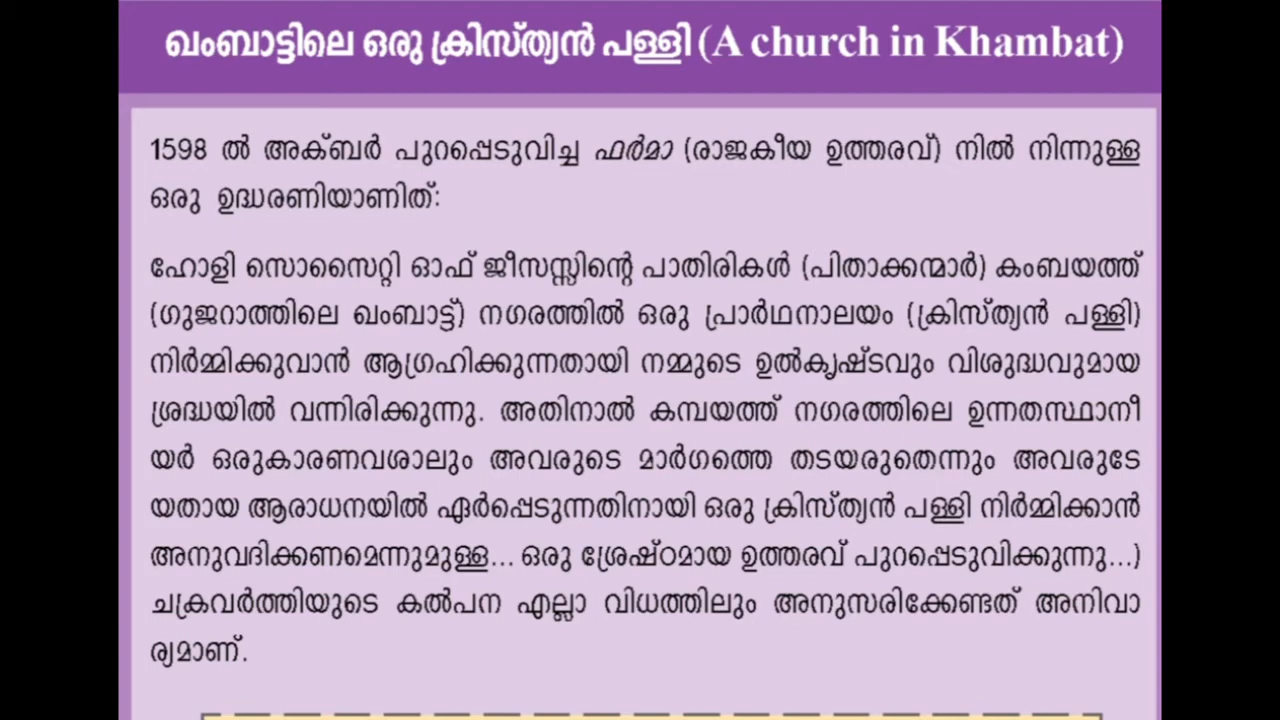 ഖംബാട്ടിലെ ഒരു ക്രിസ്ത്യൻ പള്ളി (A church in Khambat)
1598 ൽ അക്ബർ പുറപ്പെടുവിച്ച ഫർമാ (രാജകീയ ഉത്തരവ്) നിൽ നിന്നുള്ള
ഒരു ഉദ്ധരണിയാണിത്:
ഹോളി സൊസൈറ്റി ഓഫ് ജീസസ്സിന്റെ പാതിരികൾ (പിതാക്കന്മാർ) കംബയത്ത്
(ഗുജറാത്തിലെ ഖംബാട്ട്) നഗരത്തിൽ ഒരു പ്രാർഥനാലയം (ക്രിസ്ത്യൻ പള്ളി)
നിർമ്മിക്കുവാൻ ആഗ്രഹിക്കുന്നതായി നമ്മുടെ ഉൽകൃഷ്ടവും വിശുദ്ധവുമായ
ശ്രദ്ധയിൽ വന്നിരിക്കുന്നു. അതിനാൽ കമ്പയത്ത് നഗരത്തിലെ ഉന്നതസ്ഥാനീ
യർ ഒരുകാരണവശാലും അവരുടെ മാർഗത്തെ തടയരുതെന്നും അവരുടേ
യതായ ആരാധനയിൽ ഏർപ്പെടുന്നതിനായി ഒരു ക്രിസ്ത്യൻ പള്ളി നിർമ്മിക്കാൻ
അനുവദിക്കണമെന്നുമുള്ള... ഒരു ശ്രേഷ്ഠമായ ഉത്തരവ് പുറപ്പെടുവിക്കുന്നു...)
ചക്രവർത്തിയുടെ കൽപന എല്ലാ വിധത്തിലും അനുസരിക്കേണ്ടത് അനിവാ
ര്യമാണ്.